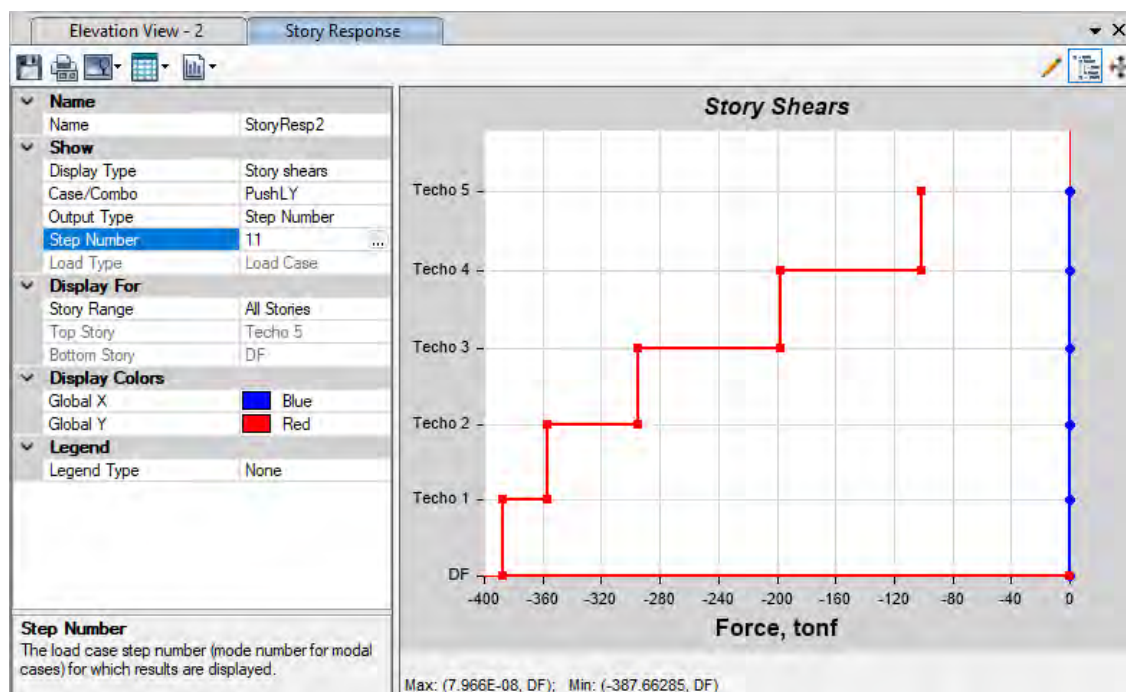 Elevation View - 2
Story Response
Name
Name StoryResp2
Show
Display Type Story shears
Case/Combo PushLY
Output Type Step Number
Step Number 11 ...
Load Type Load Case
Display For
Story Range All Stories
Top Story Techo 5
Bottom Story DF
Display Colors
Global X Blue
Global Y Red
Legend
Legend Type None
Step Number
The load case step number (mode number for modal
cases) for which results are displayed.
Story Shears
Techo 5
Techo 4
Techo 3
Techo 2
Techo 1
DF
-400 -360 -320 -280 -240 -200 -160 -120 -80 -40 0
Force, tonf
Max: (7.966E-08, DF); Min: (-387.66285, DF)